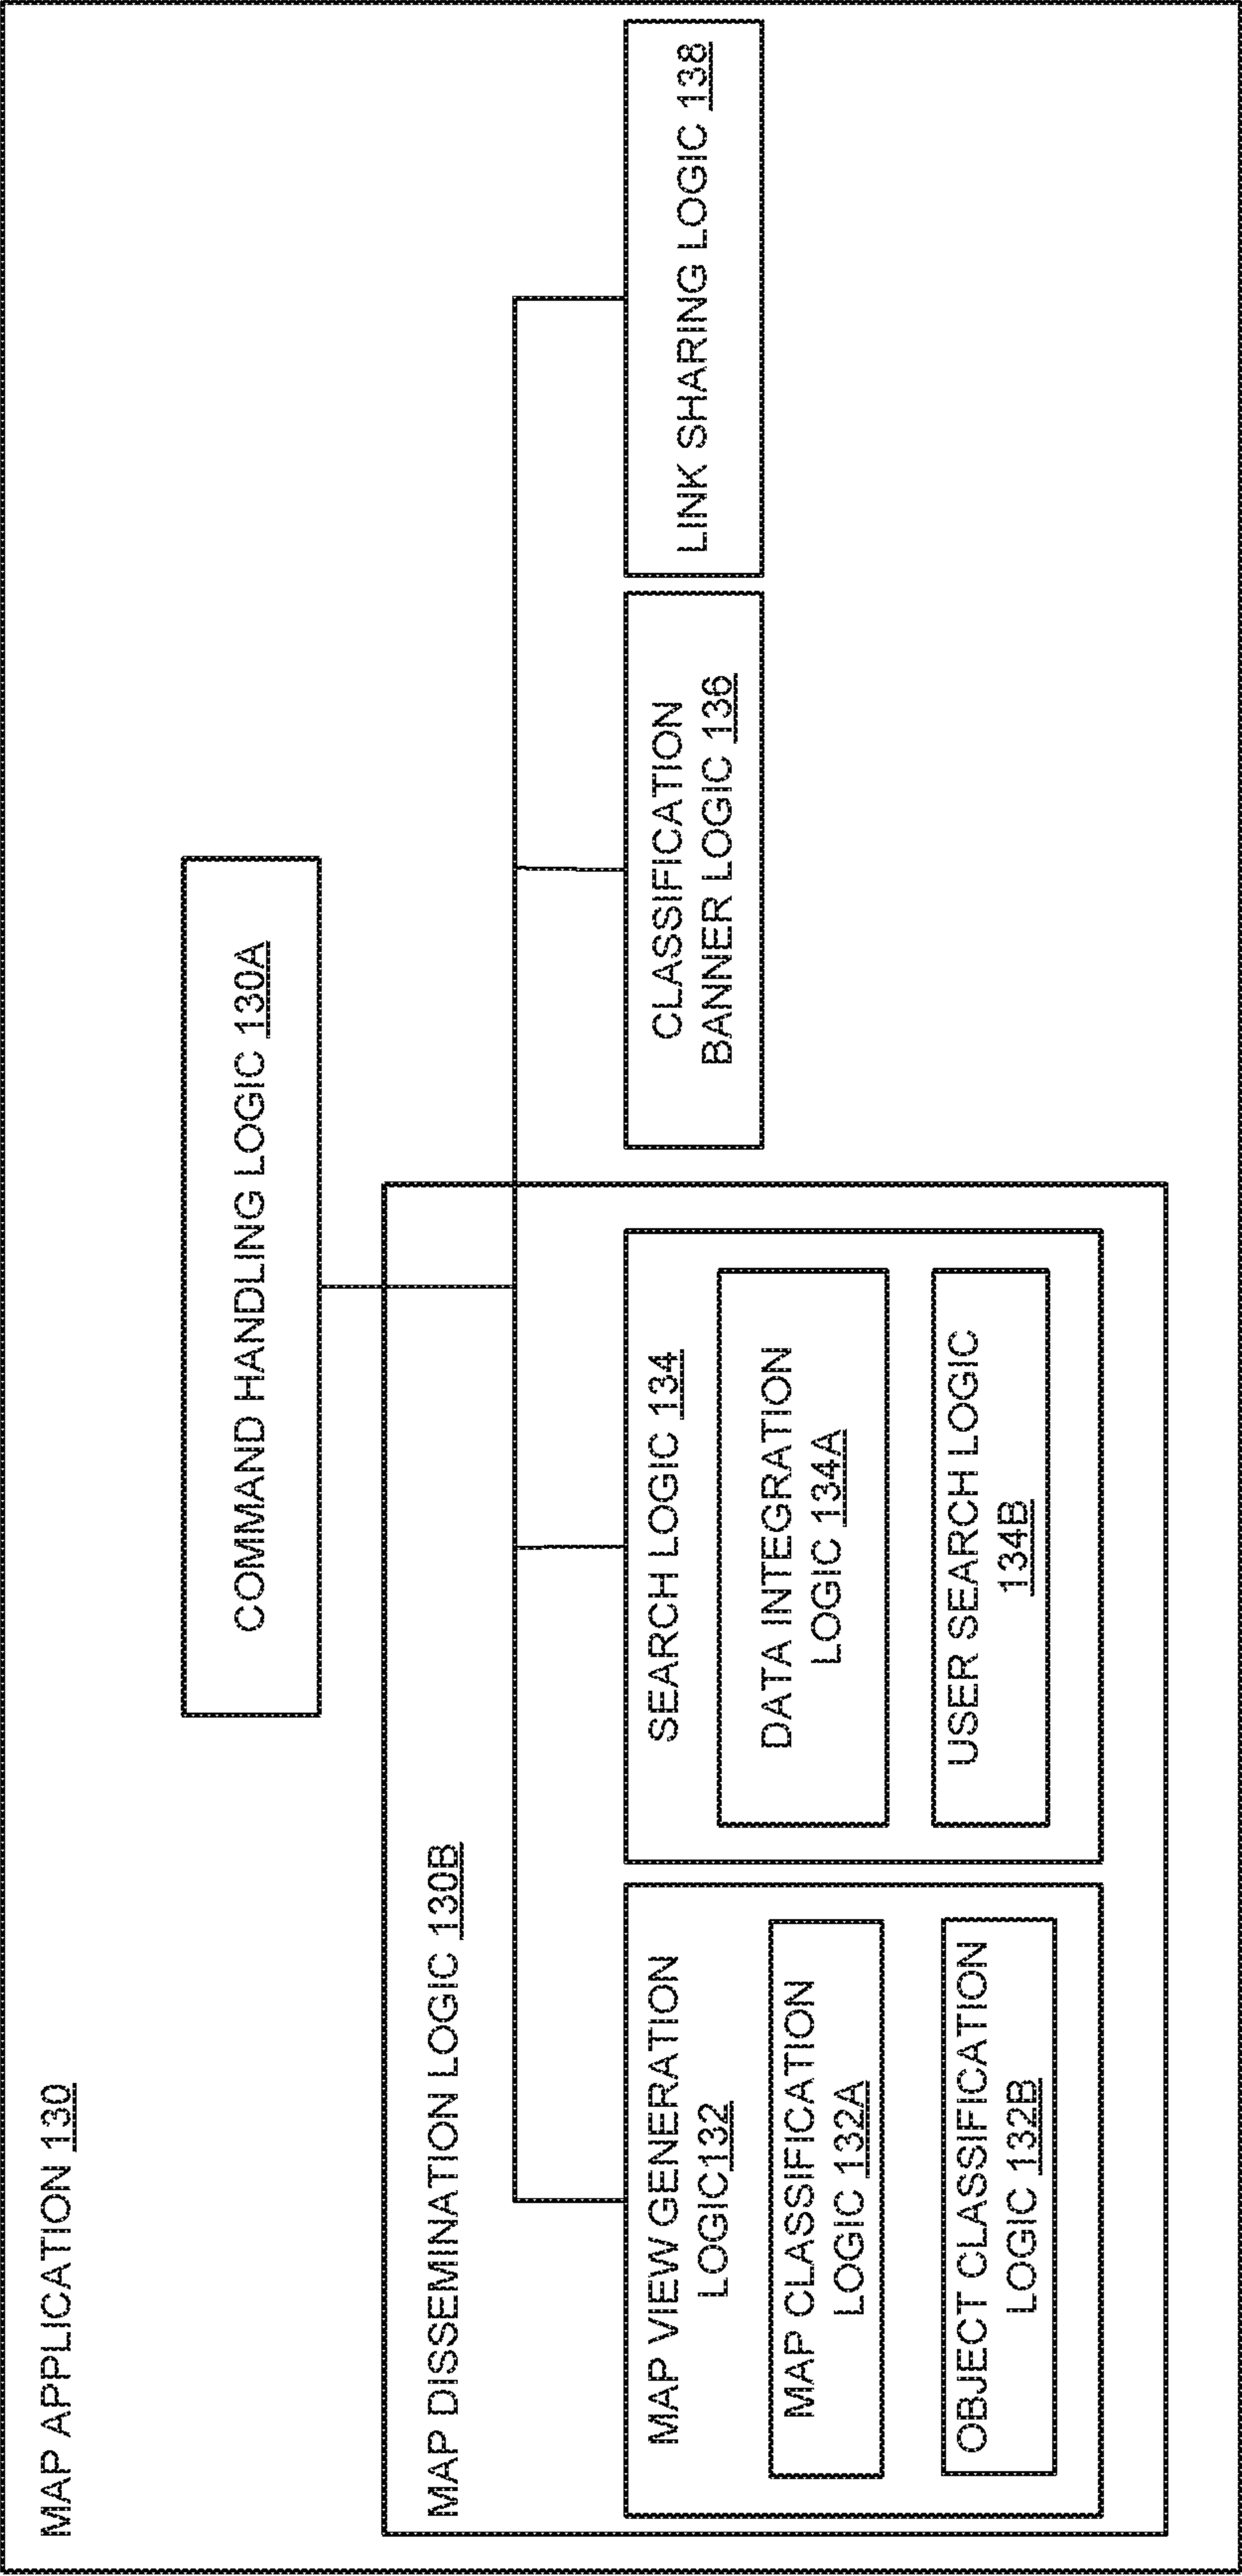 MAP APPLICATION 130
COMMAND HANDLING LOGIC 130A
MAP DISSEMINATION LOGIC 130B
MAP VIEW GENERATION
LOGIC132
MAP CLASSIFICATION
LOGIC 132A
OBJECT CLASSIFICATION
LOGIC 132B
SEARCH LOGIC 134
DATA INTEGRATION
LOGIC 134A
USER SEARCH LOGIC
134B
CLASSIFICATION
BANNER LOGIC 136
LINK SHARING LOGIC 138